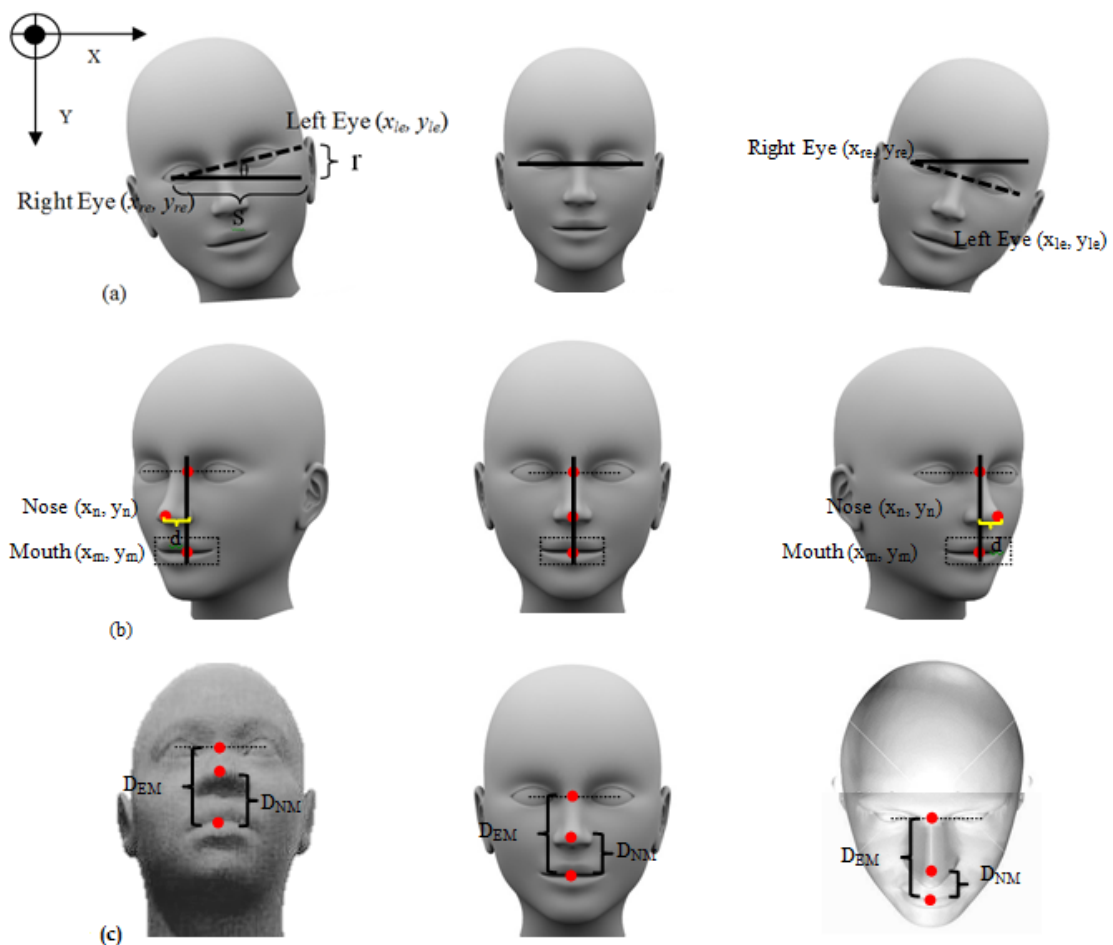 X
Y
Left Eye (xle, yle)
r
θ
Right Eye (xre, yre)
S
Right Eye (xre, yre)
Left Eye (xle, yle)
(a)
Nose (xn, yn)
d
Mouth (xm, ym)
Nose (xn, yn)
d
Mouth (xm, ym)
(b)
DEM
DNM
DEM
DNM
DEM
DNM
(c)